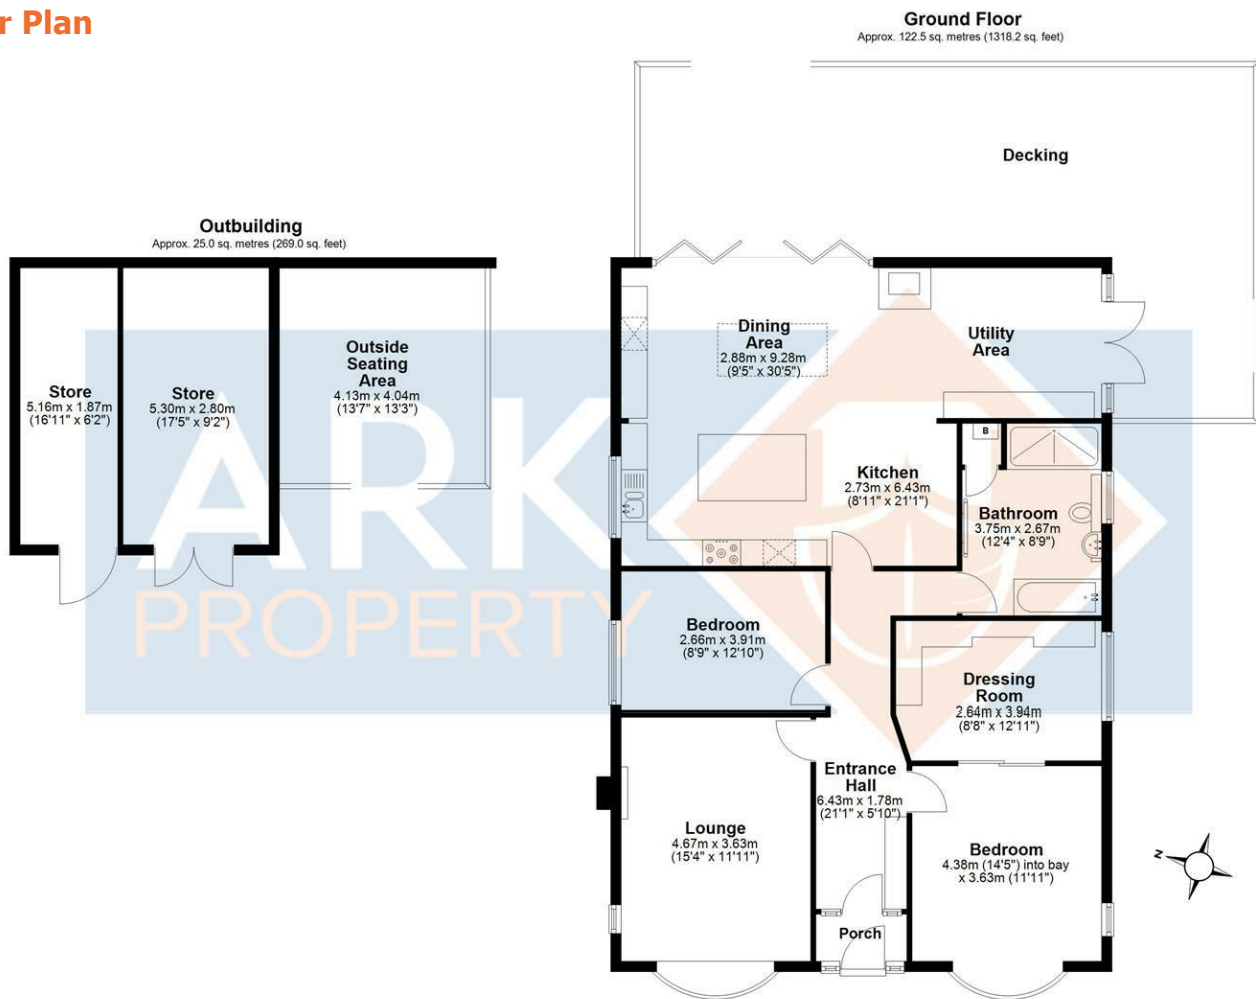 r Plan
Ground Floor
Approx. 122.5 sq. metres (1318.2 sq. feet)
Decking
Outbuilding
Approx. 25.0 sq. metres (269.0 sq. feet)
Store
5.16m x 1.87m
(16'11" x 6'2")
Store
5.30m x 2.80m
(17'5" x 9'2")
Outside
Seating
Area
4.13m x 4.04m
(13'7" x 13'3")
Dining
Area
2.88m x 9.28m
(9'5" x 30'5")
Utility
Area
Kitchen
2.73m x 6.43m
(8'11" x 21'1")
B
Bathroom
3.75m x 2.67m
(12'4" x 8'9")
ARK
PROPERTY
Bedroom
2.66m x 3.91m
(8'9" x 12'10")
Dressing
Room
2.64m x 3.94m
(8'8" x 12'11")
Entrance
Hall
6.43m x 1.78m
(21'1" x 5'10")
Lounge
4.67m x 3.63m
(15'4" x 11'11")
Bedroom
4.38m (14'5") into bay
x 3.63m (11'11")
Porch
N